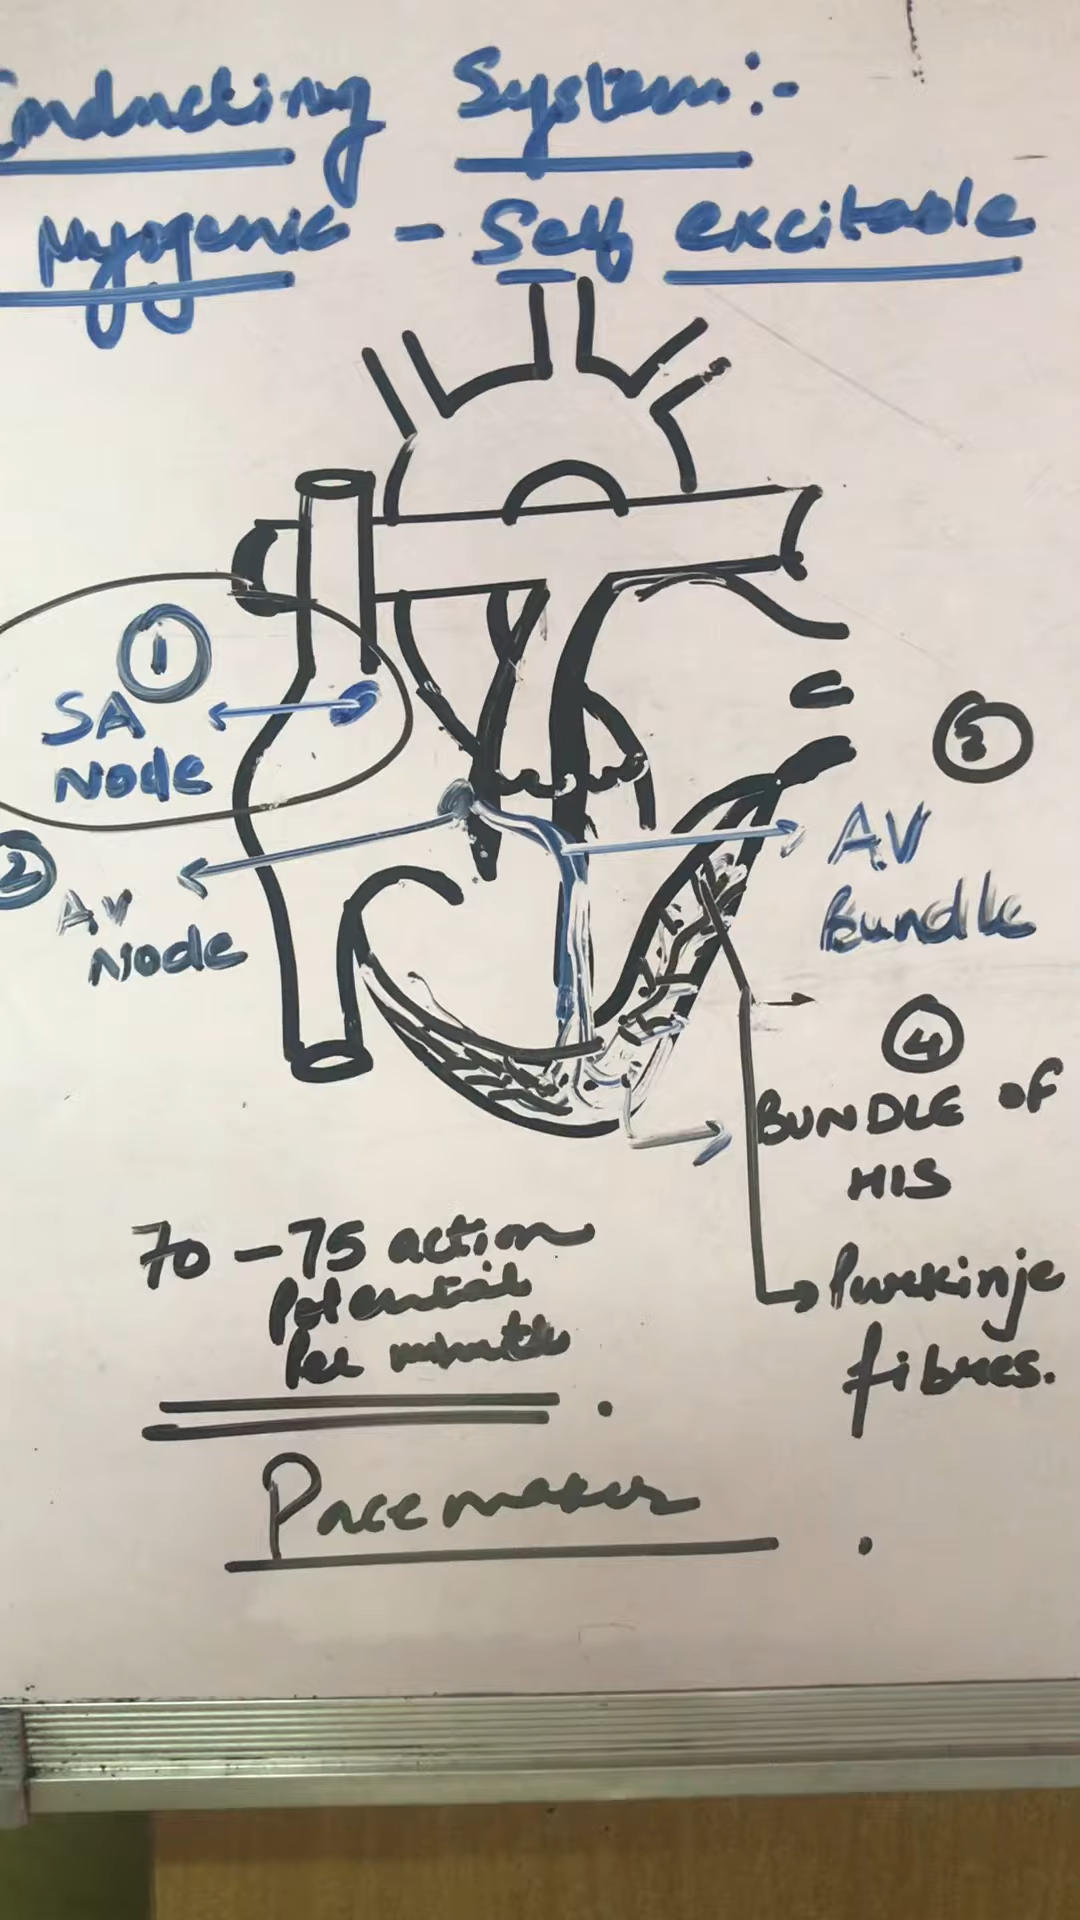 Conducting System:-
Myogenic - Self excitable
1
SA
Node
2
AV
Node
3
AV
Bundle
4
BUNDLE OF
HIS
Purkinje
fibres.
70-75 action
Potential
Per minute
Pacemaker